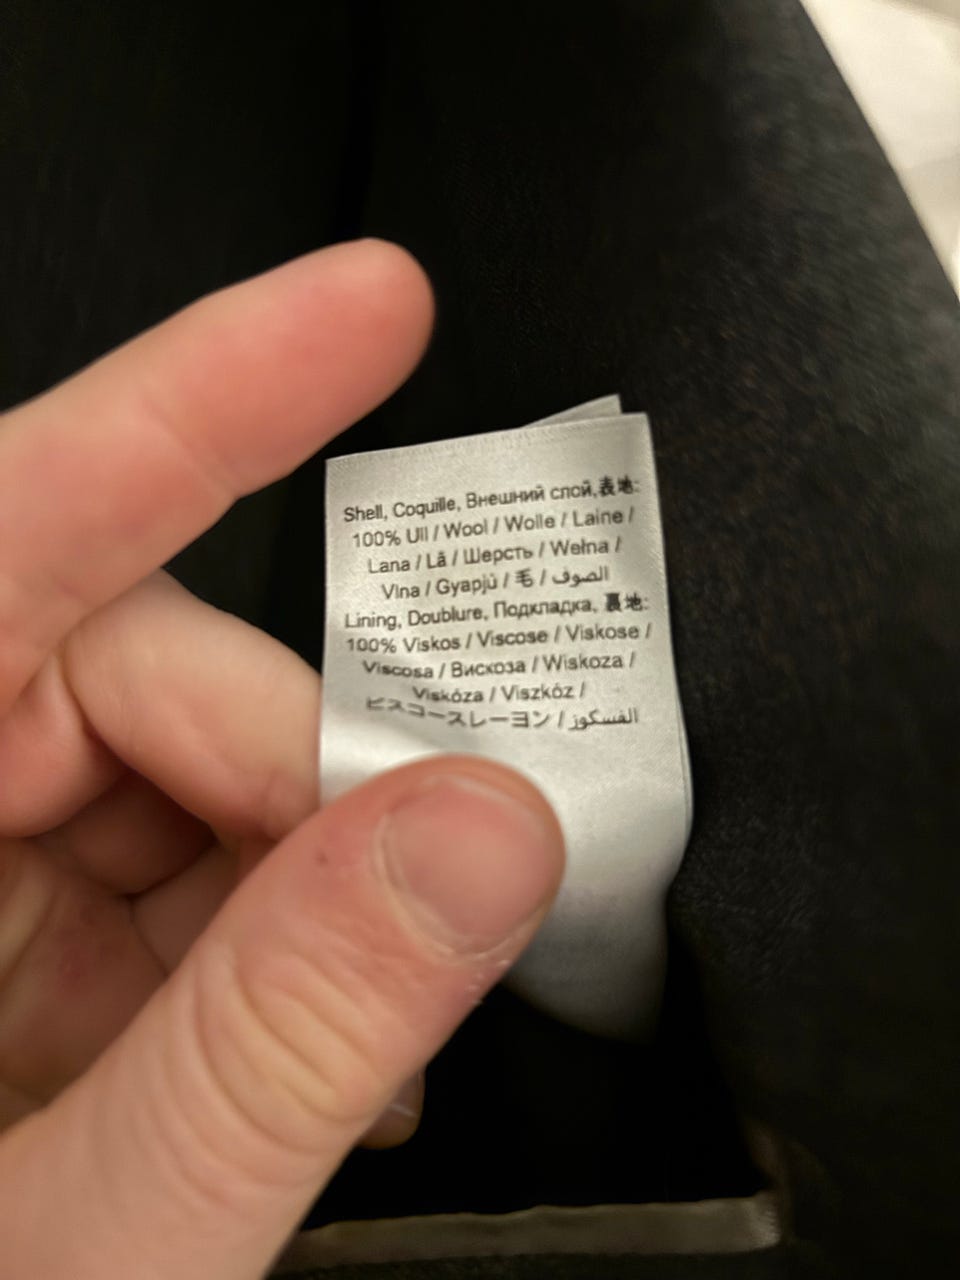 Shell, Coquille, Внешний слой,表地:
100% Ull / Wool / Wolle / Laine /
Lana / Lã / Шерсть / Wełna /
Vlna / Gyapjú / 毛 / الصوف
Lining, Doublure, Подкладка, 裏地:
100% Viskos / Viscose / Viskose /
Viscosa / Вискоза / Wiskoza /
Viskóza / Viszkóz /
ビスコースレーヨン / الفسكوز